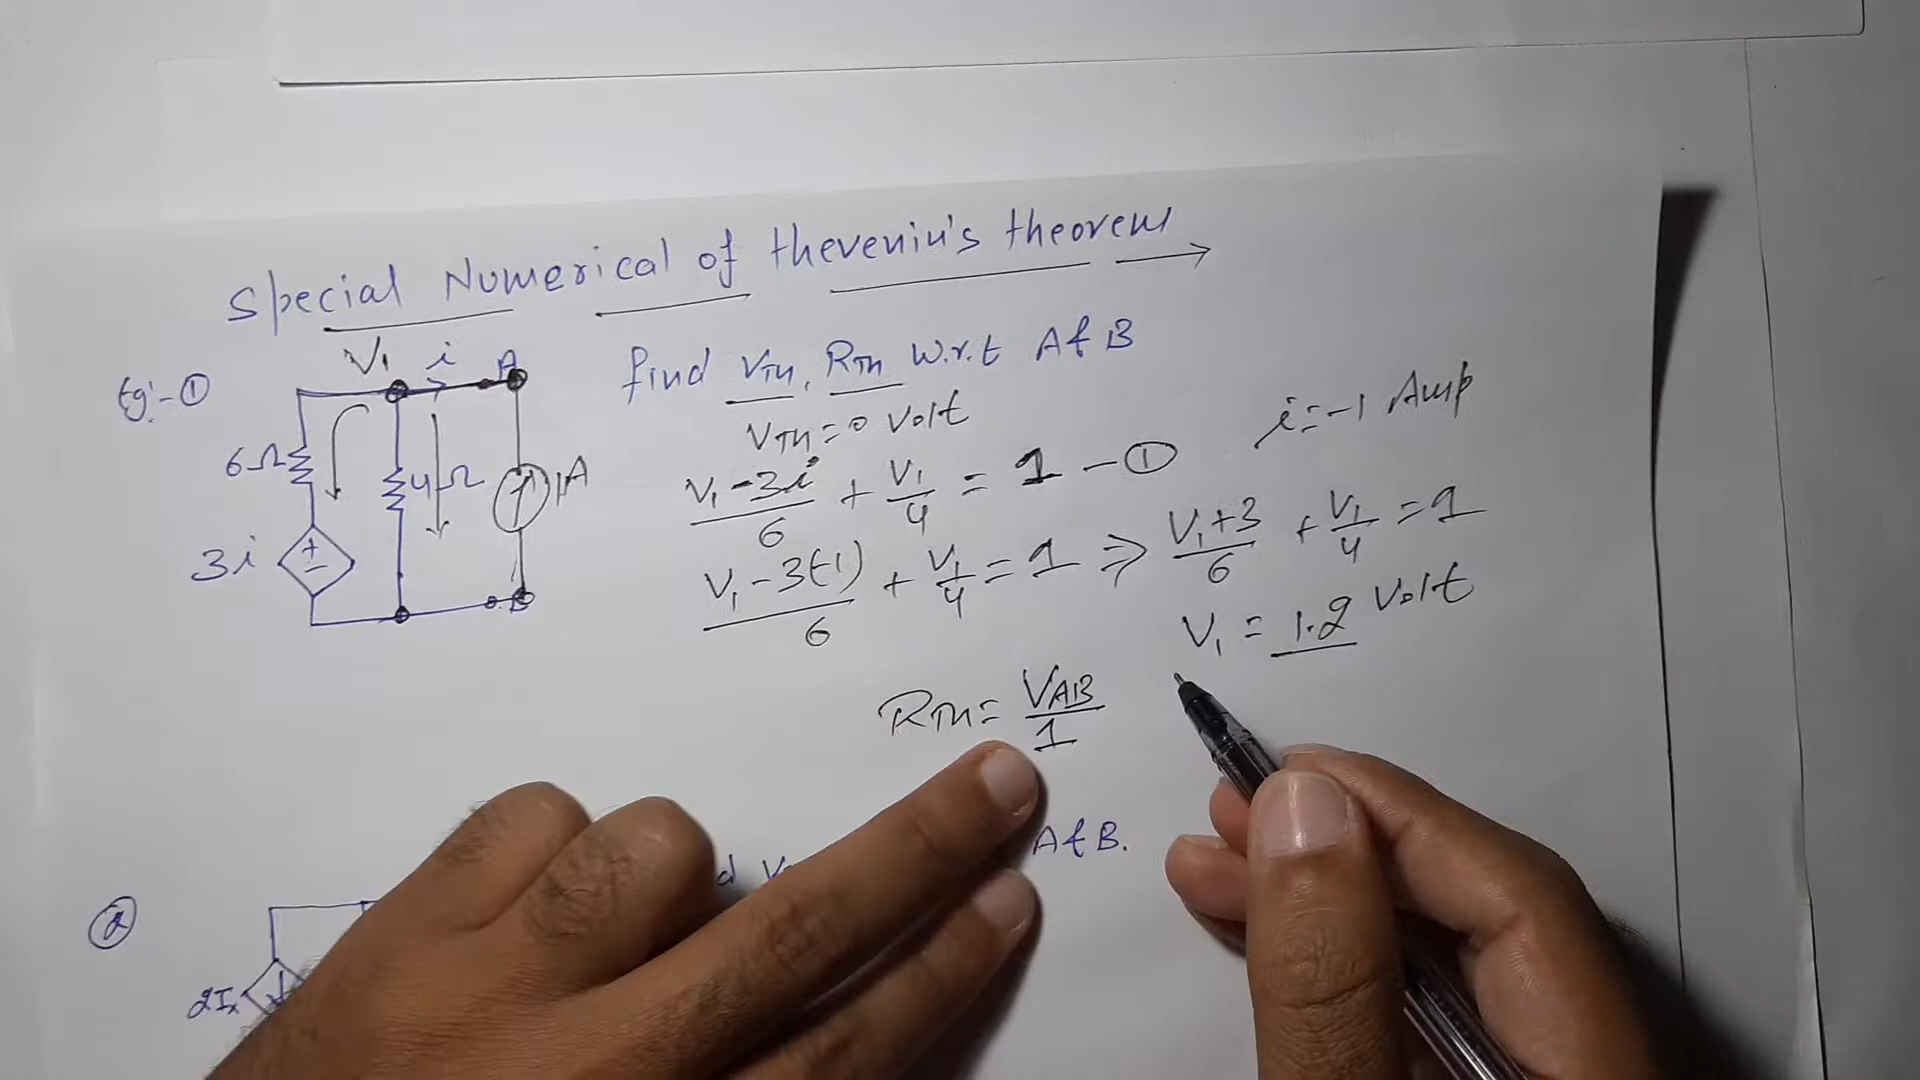 Special Numerical of thevenin's theorem →
Eg:- ①
V₁ i A
6Ω
4Ω
1A
3i
+
-
B
find VTH, RTH w.r.t A & B
VTH = 0 Volt
i = -1 Amp
(V₁ - 3i)/6 + V₁/4 = 1 - ①
(V₁ - 3(-1))/6 + V₁/4 = 1 ⇒ (V₁ + 3)/6 + V₁/4 = 1
V₁ = 1.2 Volt
RTH = VAB/1
A & B.
②
2Ix